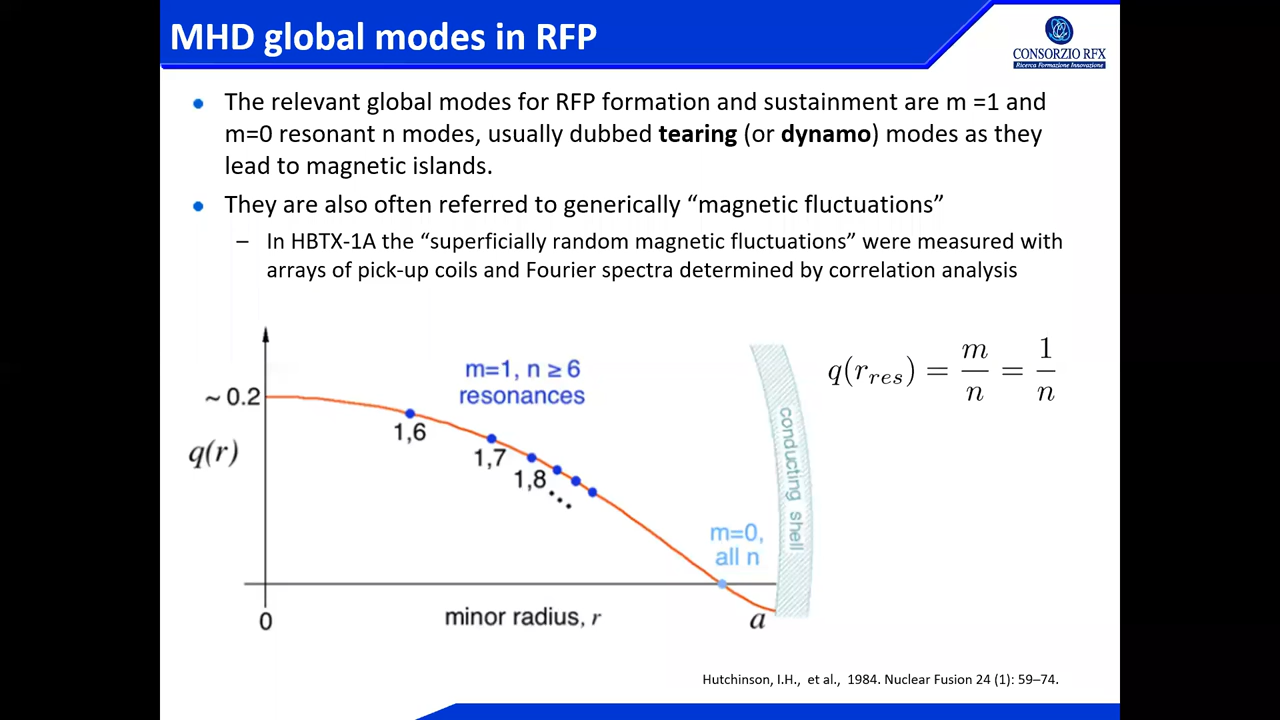 MHD global modes in RFP
CONSORZIO RFX
Ricerca Formazione Innovazione
• The relevant global modes for RFP formation and sustainment are m =1 and
m=0 resonant n modes, usually dubbed tearing (or dynamo) modes as they
lead to magnetic islands.
• They are also often referred to generically “magnetic fluctuations”
– In HBTX-1A the “superficially random magnetic fluctuations” were measured with
arrays of pick-up coils and Fourier spectra determined by correlation analysis
m=1, n ≥ 6
resonances
~ 0.2
q(r)
1,6
1,7
1,8
...
m=0,
all n
conducting shell
0
minor radius, r
a
q(r_res) = m/n = 1/n
Hutchinson, I.H., et al., 1984. Nuclear Fusion 24 (1): 59–74.